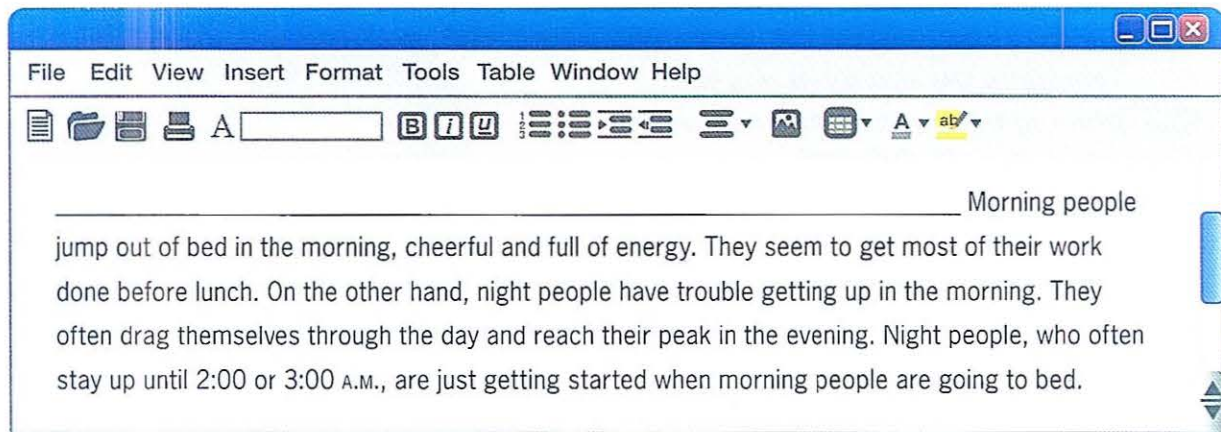 File Edit View Insert Format Tools Table Window Help
A B I U A ab
Morning people
jump out of bed in the morning, cheerful and full of energy. They seem to get most of their work
done before lunch. On the other hand, night people have trouble getting up in the morning. They
often drag themselves through the day and reach their peak in the evening. Night people, who often
stay up until 2:00 or 3:00 A.M., are just getting started when morning people are going to bed.